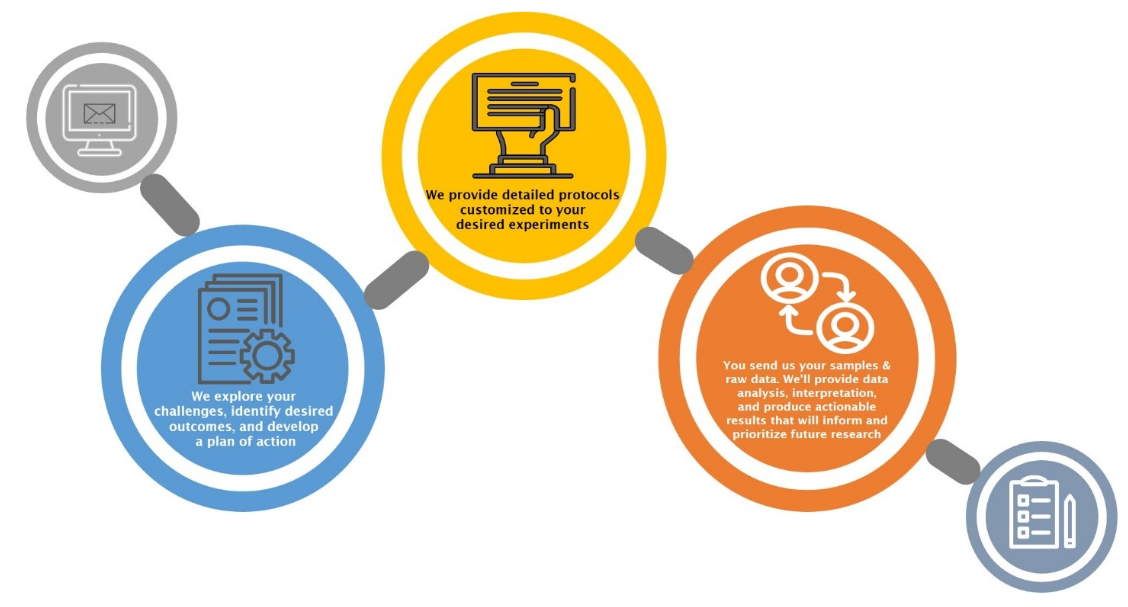 We explore your
challenges, identify desired
outcomes, and develop
a plan of action
We provide detailed protocols
customized to your
desired experiments
You send us your samples &
raw data. We'll provide data
analysis, interpretation,
and produce actionable
results that will inform and
prioritize future research